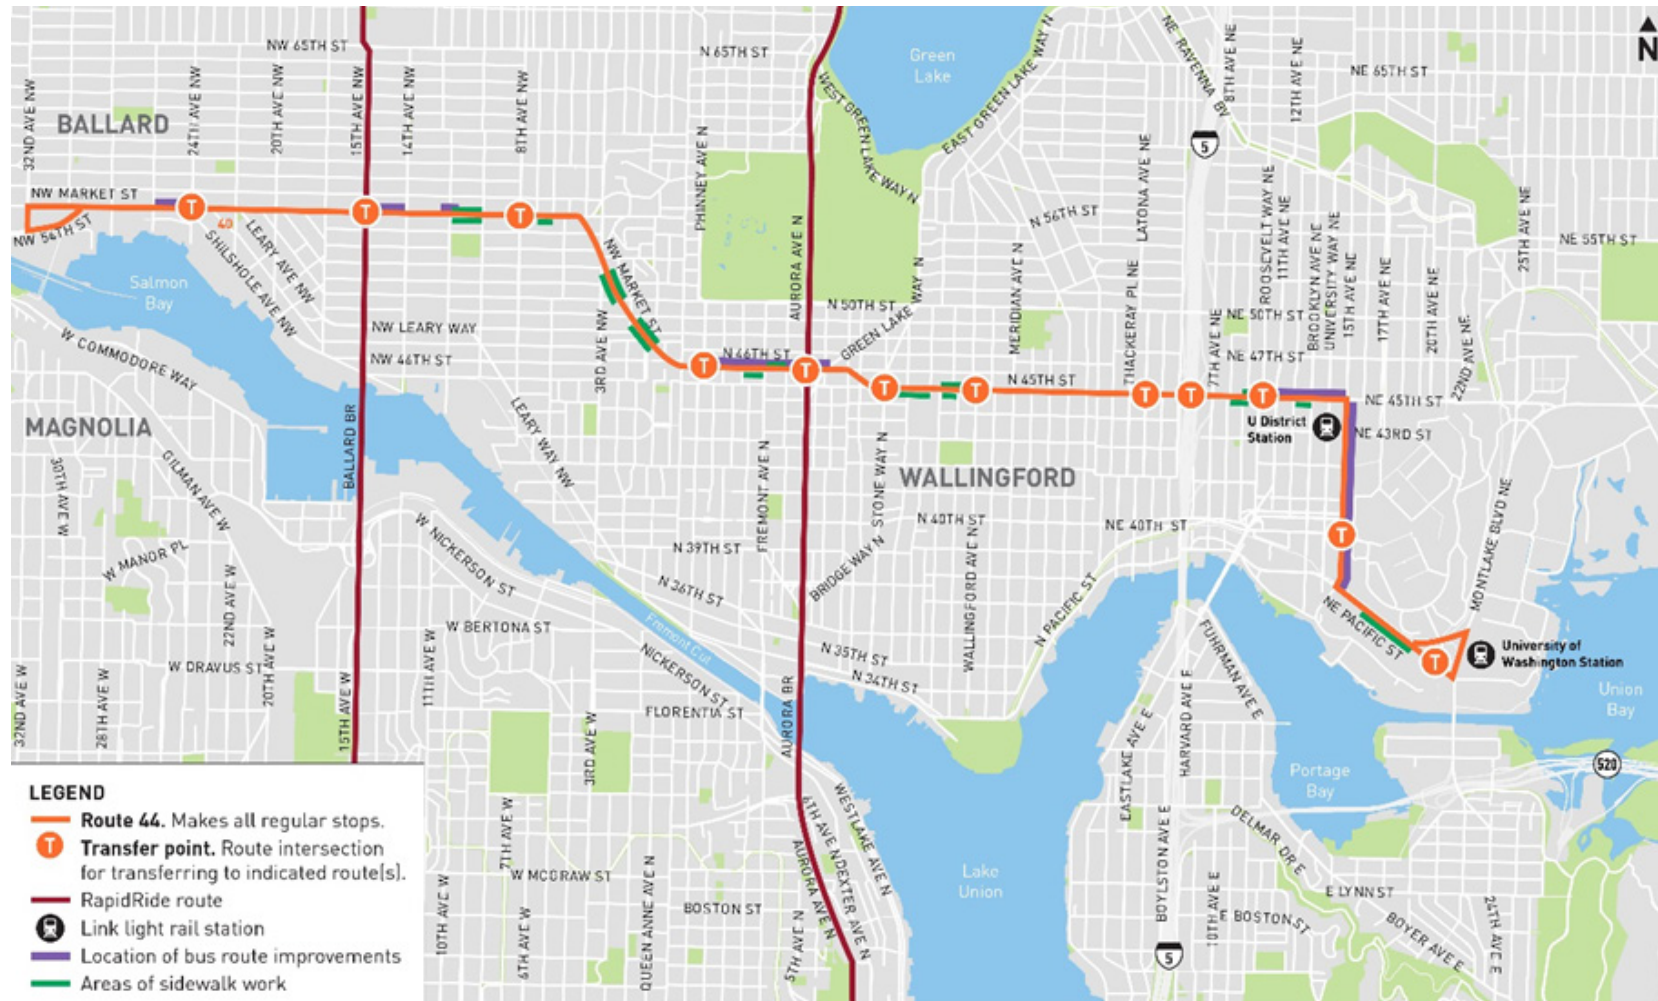 N
NW 65TH ST
N 65TH ST
NE 65TH ST
Green
Lake
WEST GREEN LAKE WAY N
EAST GREEN LAKE WAY N
NE RAVENNA BV
8TH AVE NE
12TH AVE NE
5
BALLARD
32ND AVE NW
24TH AVE NW
20TH AVE NW
15TH AVE NW
14TH AVE NW
8TH AVE NW
PHINNEY AVE N
LATONA AVE NE
NW MARKET ST
T
T
T
NW 54TH ST
40
LEARY AVE NW
SHILSHOLE AVE NW
Salmon
Bay
N 56TH ST
NE 55TH ST
25TH AVE NE
ROOSEVELT WAY NE
11TH AVE NE
BROOKLYN AVE NE
UNIVERSITY WAY NE
15TH AVE NE
17TH AVE NE
20TH AVE NE
22ND AVE NE
NW MARKET ST
AURORA AVE N
N 50TH ST
GREEN LAKE WAY N
MERIDIAN AVE N
THACKERAY PL NE
7TH AVE NE
NE 50TH ST
NE 47TH ST
W COMMODORE WAY
NW LEARY WAY
NW 46TH ST
3RD AVE NW
N 46TH ST
T
T
T
T
N 45TH ST
T
T
T
NE 45TH ST
U District
Station
NE 43RD ST
MAGNOLIA
BALLARD BR
LEARY WAY NW
FREMONT AVE N
STONE WAY N
WALLINGFORD
30TH AVE W
GILMAN AVE W
W MANOR PL
22ND AVE W
W NICKERSON ST
N 39TH ST
N 40TH ST
NE 40TH ST
T
MONTLAKE BLVD NE
BRIDGE WAY N
WALLINGFORD AVE N
N PACIFIC ST
N 36TH ST
NE PACIFIC ST
T
University of
Washington Station
Fremont Cut
W BERTONA ST
W DRAVUS ST
NICKERSON ST
N 35TH ST
N 34TH ST
FLORENTIA ST
FUHRMAN AVE E
Union
Bay
32ND AVE W
28TH AVE W
20TH AVE W
15TH AVE W
11TH AVE W
3RD AVE W
AURORA BR
EASTLAKE AVE E
HARVARD AVE E
Portage
Bay
520
7TH AVE W
6TH AVE N
DEXTER AVE N
WESTLAKE AVE N
AURORA AVE N
BOYLSTON AVE E
DELMAR DR E
W MCGRAW ST
Lake
Union
E LYNN ST
10TH AVE W
6TH AVE W
QUEEN ANNE AVE N
BOSTON ST
5TH AVE N
10TH AVE E
E BOSTON ST
BOYER AVE E
24TH AVE E
5
LEGEND
Route 44. Makes all regular stops.
T Transfer point. Route intersection
for transferring to indicated route(s).
RapidRide route
Link light rail station
Location of bus route improvements
Areas of sidewalk work